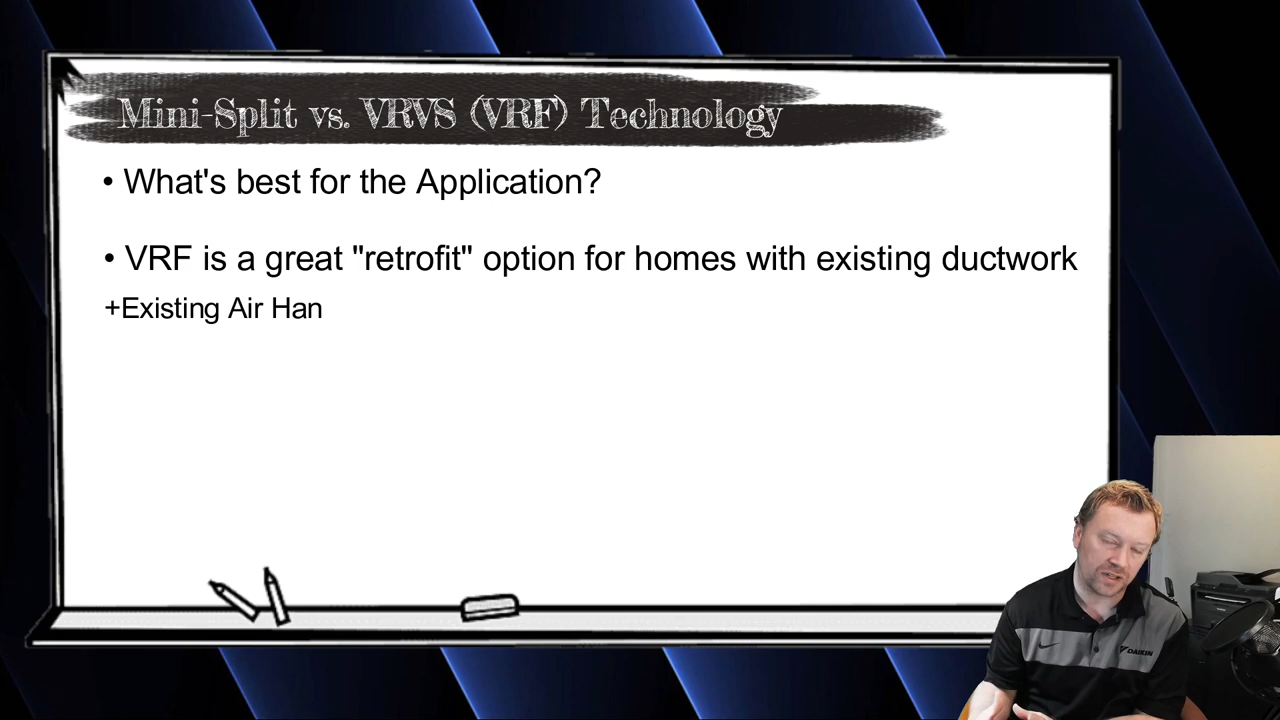 Mini-Split vs. VRVS (VRF) Technology
• What's best for the Application?
• VRF is a great "retrofit" option for homes with existing ductwork
+Existing Air Han
DAIKIN